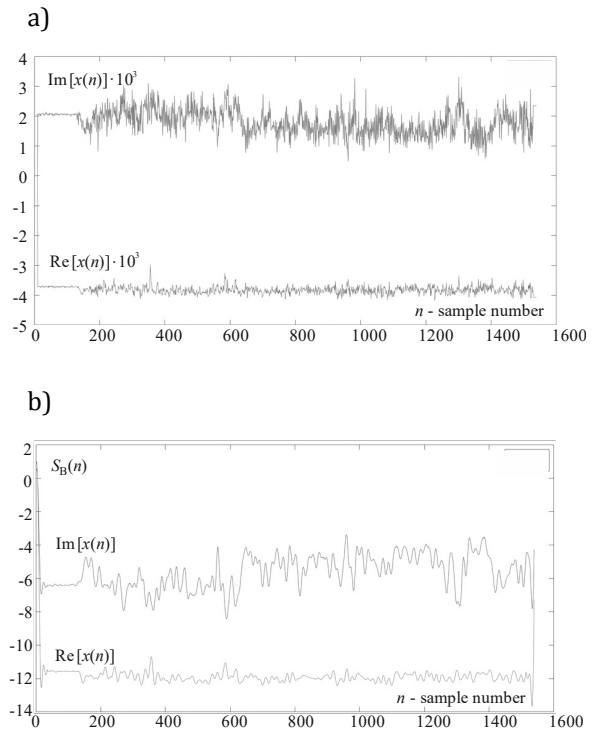 a)
4
3
2
1
0
-1
-2
-3
-4
-5
Im[x(n)]·10³
Re[x(n)]·10³
n - sample number
0 200 400 600 800 1000 1200 1400 1600
b)
2
0
-2
-4
-6
-8
-10
-12
-14
S_B(n)
Im[x(n)]
Re[x(n)]
n - sample number
0 200 400 600 800 1000 1200 1400 1600